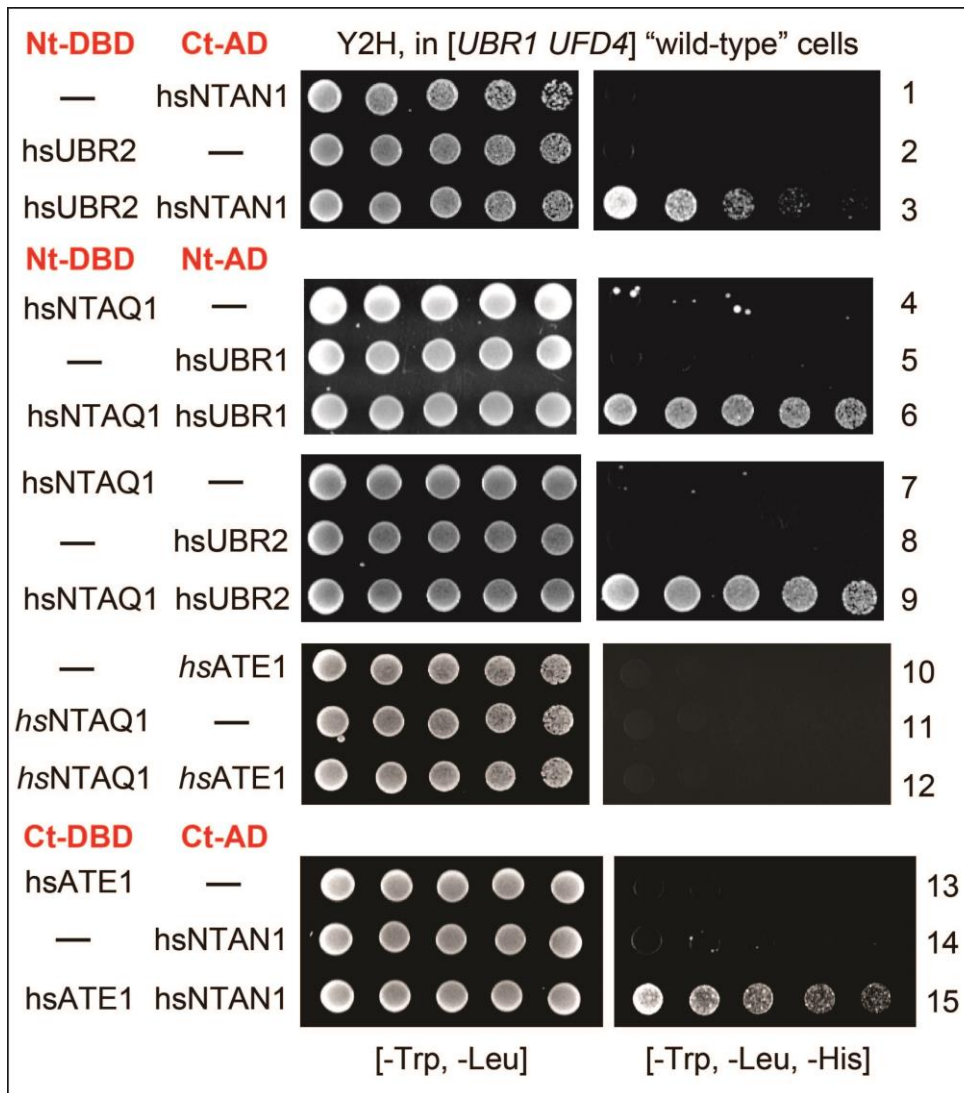 Nt-DBD Ct-AD Y2H, in [UBR1 UFD4] “wild-type” cells
— hsNTAN1 1
hsUBR2 — 2
hsUBR2 hsNTAN1 3
Nt-DBD Nt-AD
hsNTAQ1 — 4
— hsUBR1 5
hsNTAQ1 hsUBR1 6
hsNTAQ1 — 7
— hsUBR2 8
hsNTAQ1 hsUBR2 9
— hsATE1 10
hsNTAQ1 — 11
hsNTAQ1 hsATE1 12
Ct-DBD Ct-AD
hsATE1 — 13
— hsNTAN1 14
hsATE1 hsNTAN1 15
[-Trp, -Leu] [-Trp, -Leu, -His]